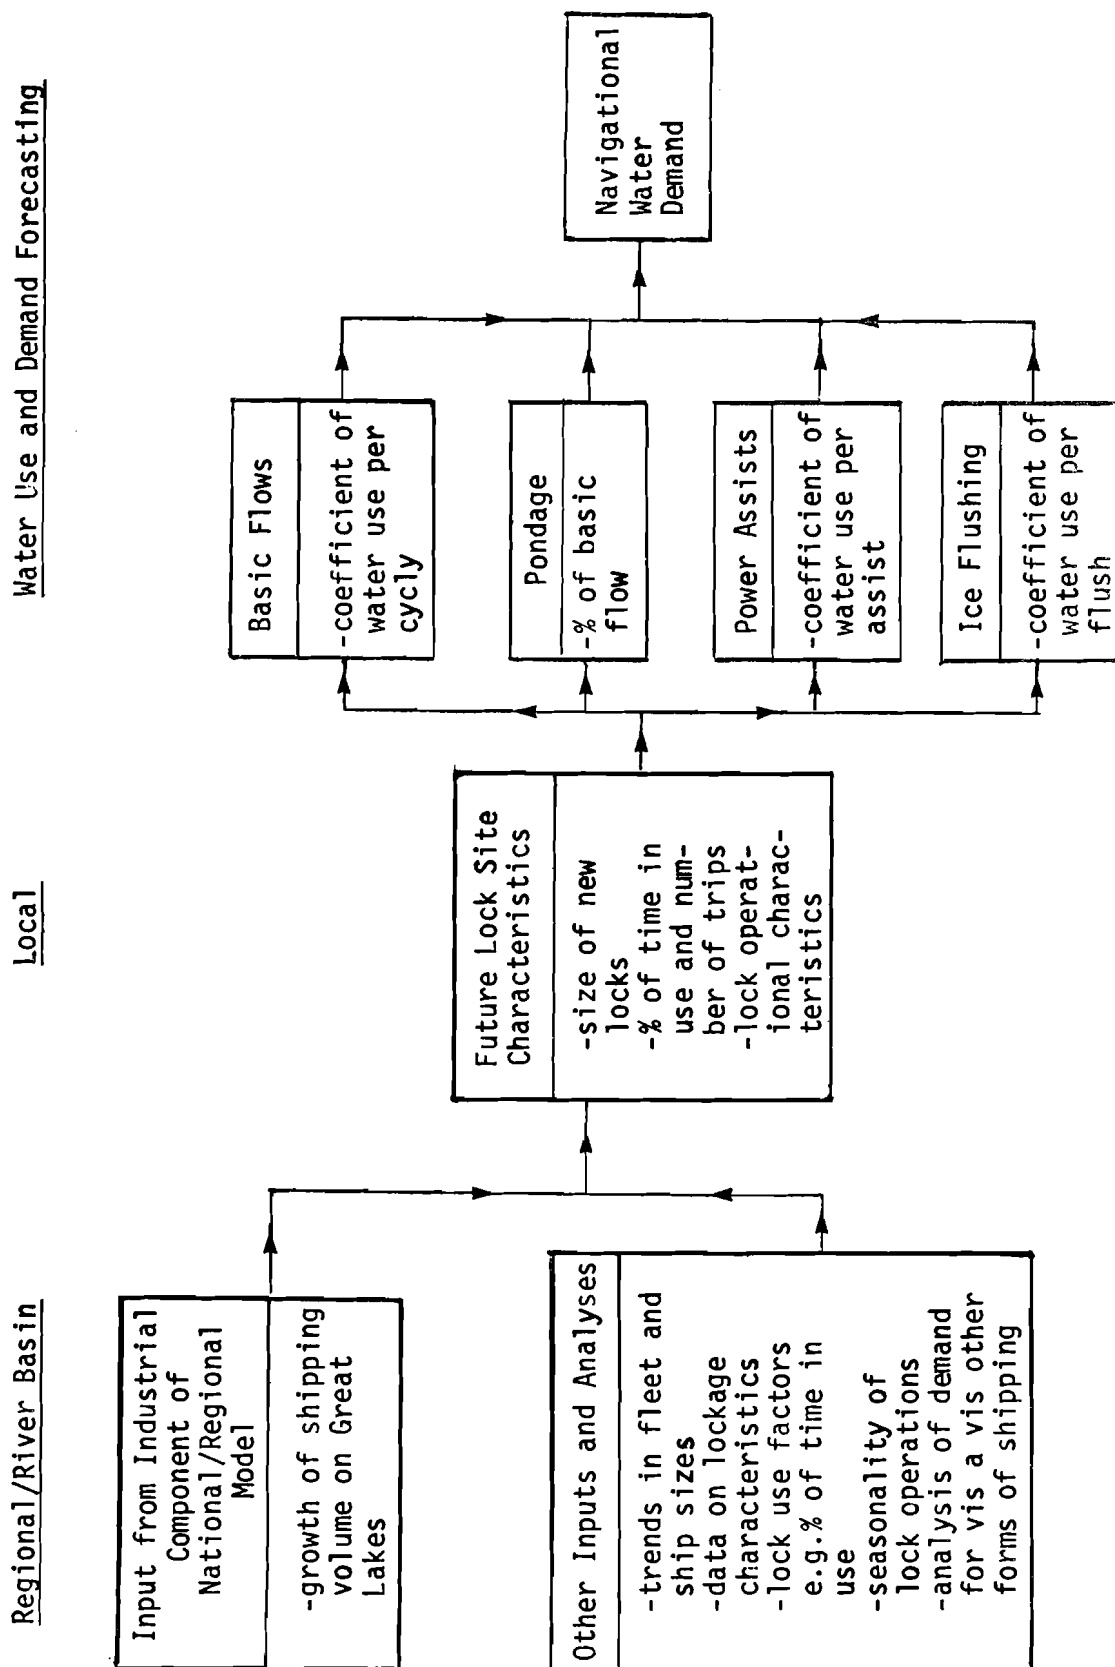 Regional/River Basin
Local
Water Use and Demand Forecasting
Input from Industrial
Component of
National/Regional
Model
-growth of shipping
volume on Great
Lakes
Other Inputs and Analyses
-trends in fleet and
ship sizes
-data on lockage
characteristics
-lock use factors
e.g.% of time in
use
-seasonality of
lock operations
-analysis of demand
for vis a vis other
forms of shipping
Future Lock Site
Characteristics
-size of new
locks
-% of time in
use and num-
ber of trips
-lock operat-
ional charac-
teristics
Basic Flows
-coefficient of
water use per
cycly
Pondage
-% of basic
flow
Power Assists
-coefficient of
water use per
assist
Ice Flushing
-coefficient of
water use per
flush
Navigational
Water
Demand